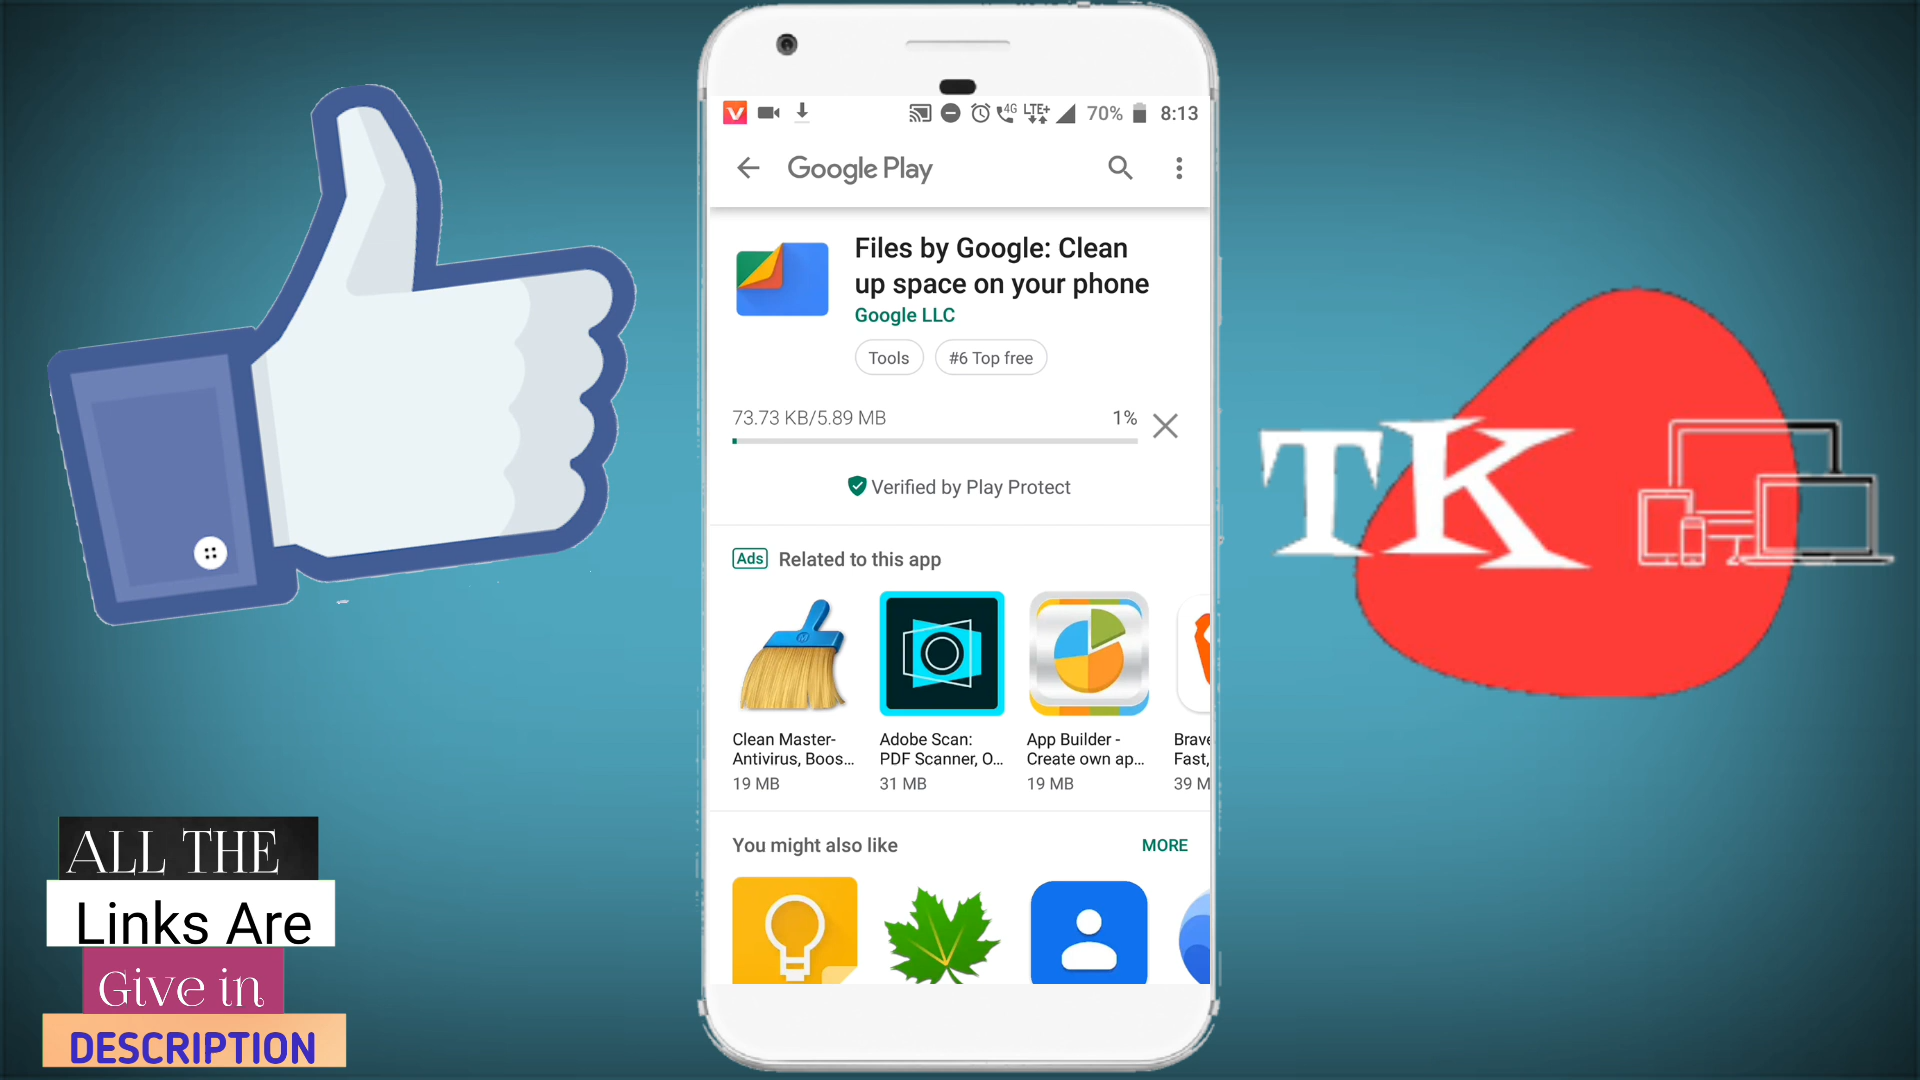 4G LTE+ 70% 8:13
Google Play
Files by Google: Clean
up space on your phone
Google LLC
Tools #6 Top free
73.73 KB/5.89 MB 1%
Verified by Play Protect
Ads Related to this app
Clean Master-
Antivirus, Boos...
19 MB
Adobe Scan:
PDF Scanner, O...
31 MB
App Builder -
Create own ap...
19 MB
Brave
Fast,
39 M
You might also like MORE
TK
ALL THE
Links Are
Give in
DESCRIPTION